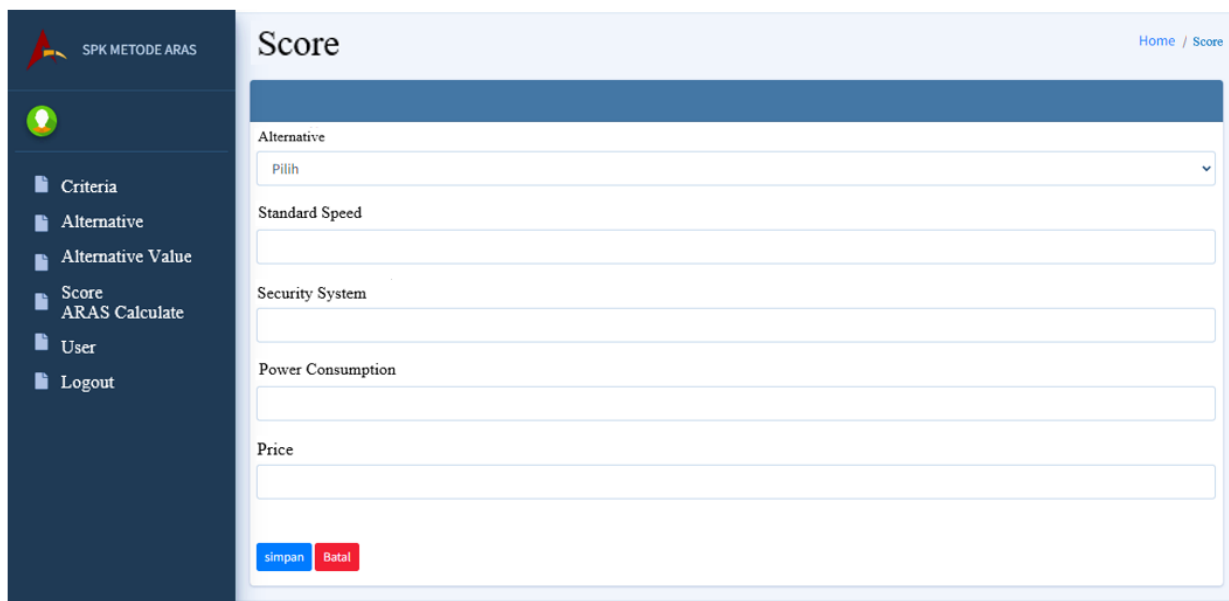 SPK METODE ARAS
Criteria
Alternative
Alternative Value
Score
ARAS Calculate
User
Logout
Score
Home / Score
Alternative
Pilih
Standard Speed
Security System
Power Consumption
Price
simpan
Batal